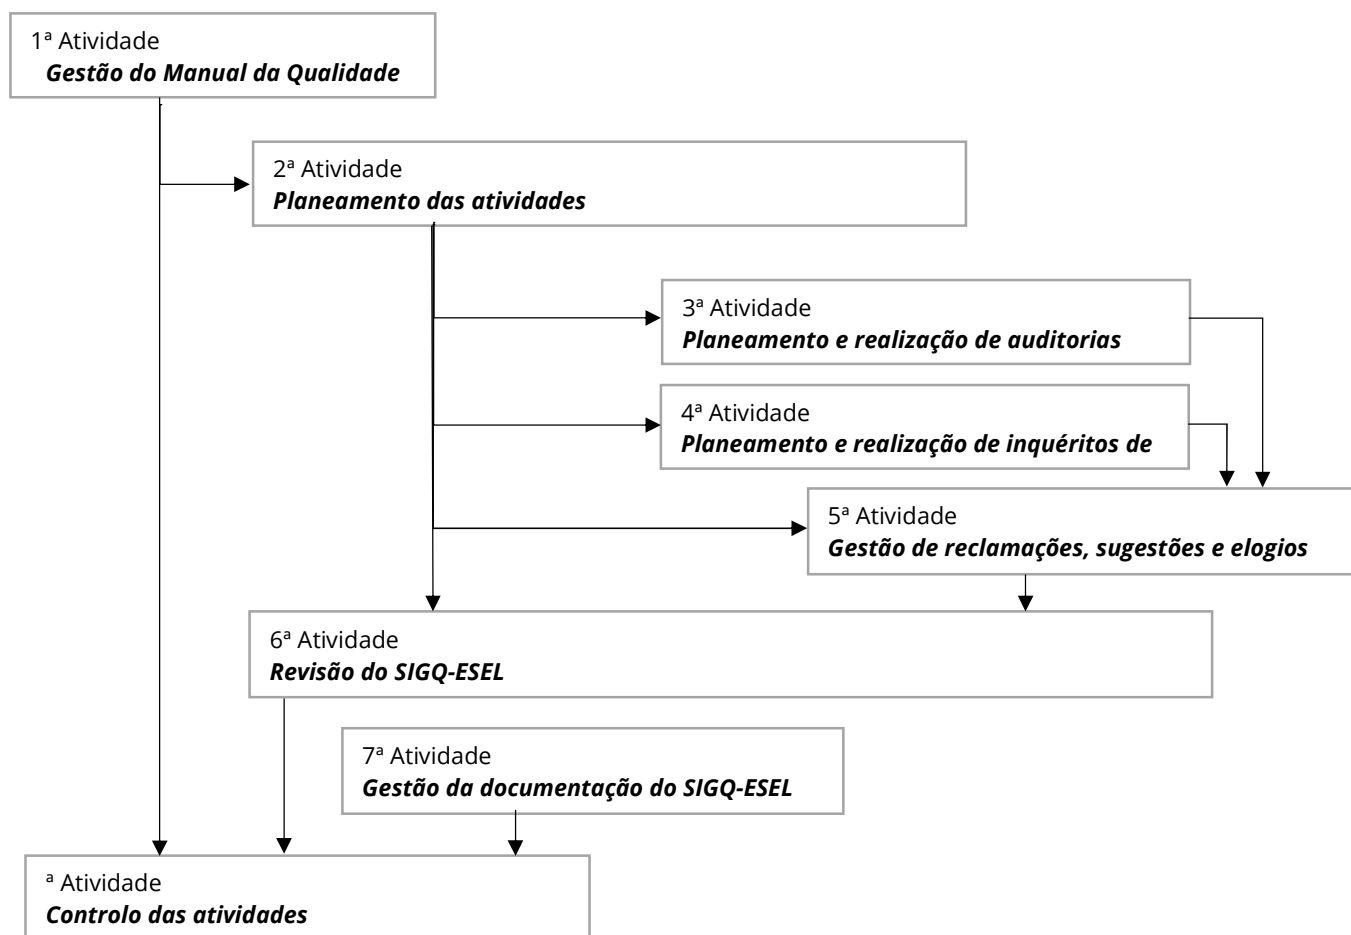 1ª Atividade
Gestão do Manual da Qualidade
2ª Atividade
Planeamento das atividades
3ª Atividade
Planeamento e realização de auditorias
4ª Atividade
Planeamento e realização de inquéritos de
5ª Atividade
Gestão de reclamações, sugestões e elogios
6ª Atividade
Revisão do SIGQ-ESEL
7ª Atividade
Gestão da documentação do SIGQ-ESEL
ª Atividade
Controlo das atividades